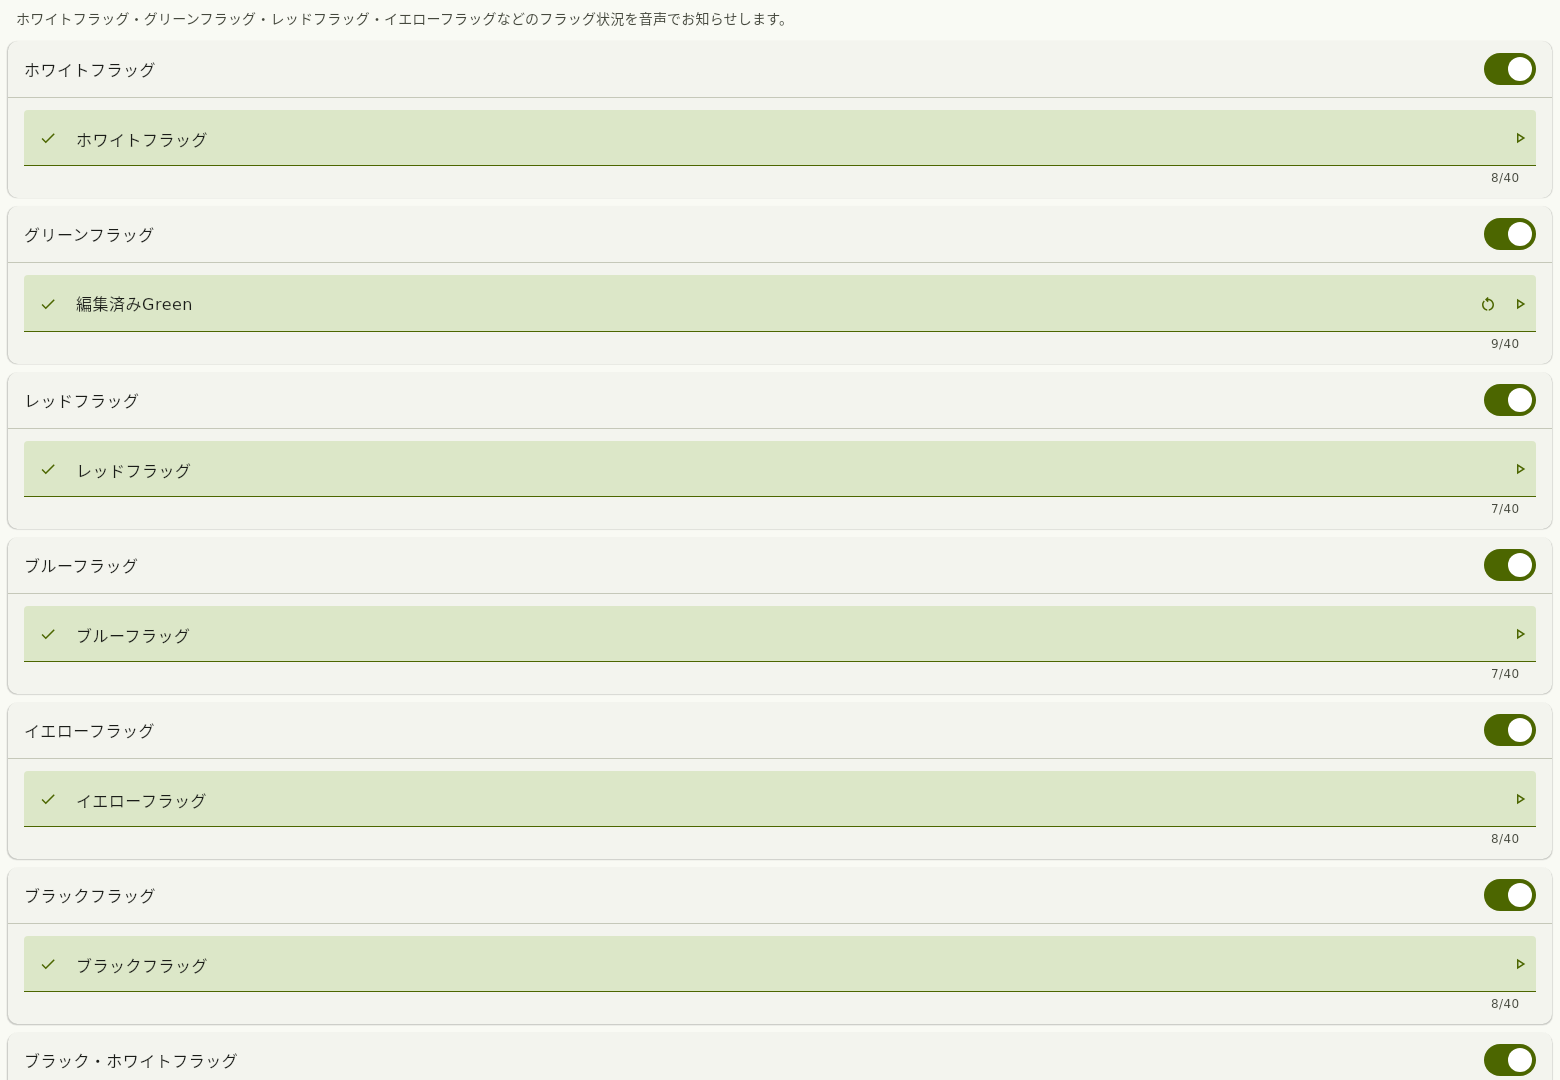 ホワイトフラッグ・グリーンフラッグ・レッドフラッグ・イエローフラッグなどのフラッグ状況を音声でお知らせします。
ホワイトフラッグ
ホワイトフラッグ
8/40
グリーンフラッグ
編集済みGreen
9/40
レッドフラッグ
レッドフラッグ
7/40
ブルーフラッグ
ブルーフラッグ
7/40
イエローフラッグ
イエローフラッグ
8/40
ブラックフラッグ
ブラックフラッグ
8/40
ブラック・ホワイトフラッグ